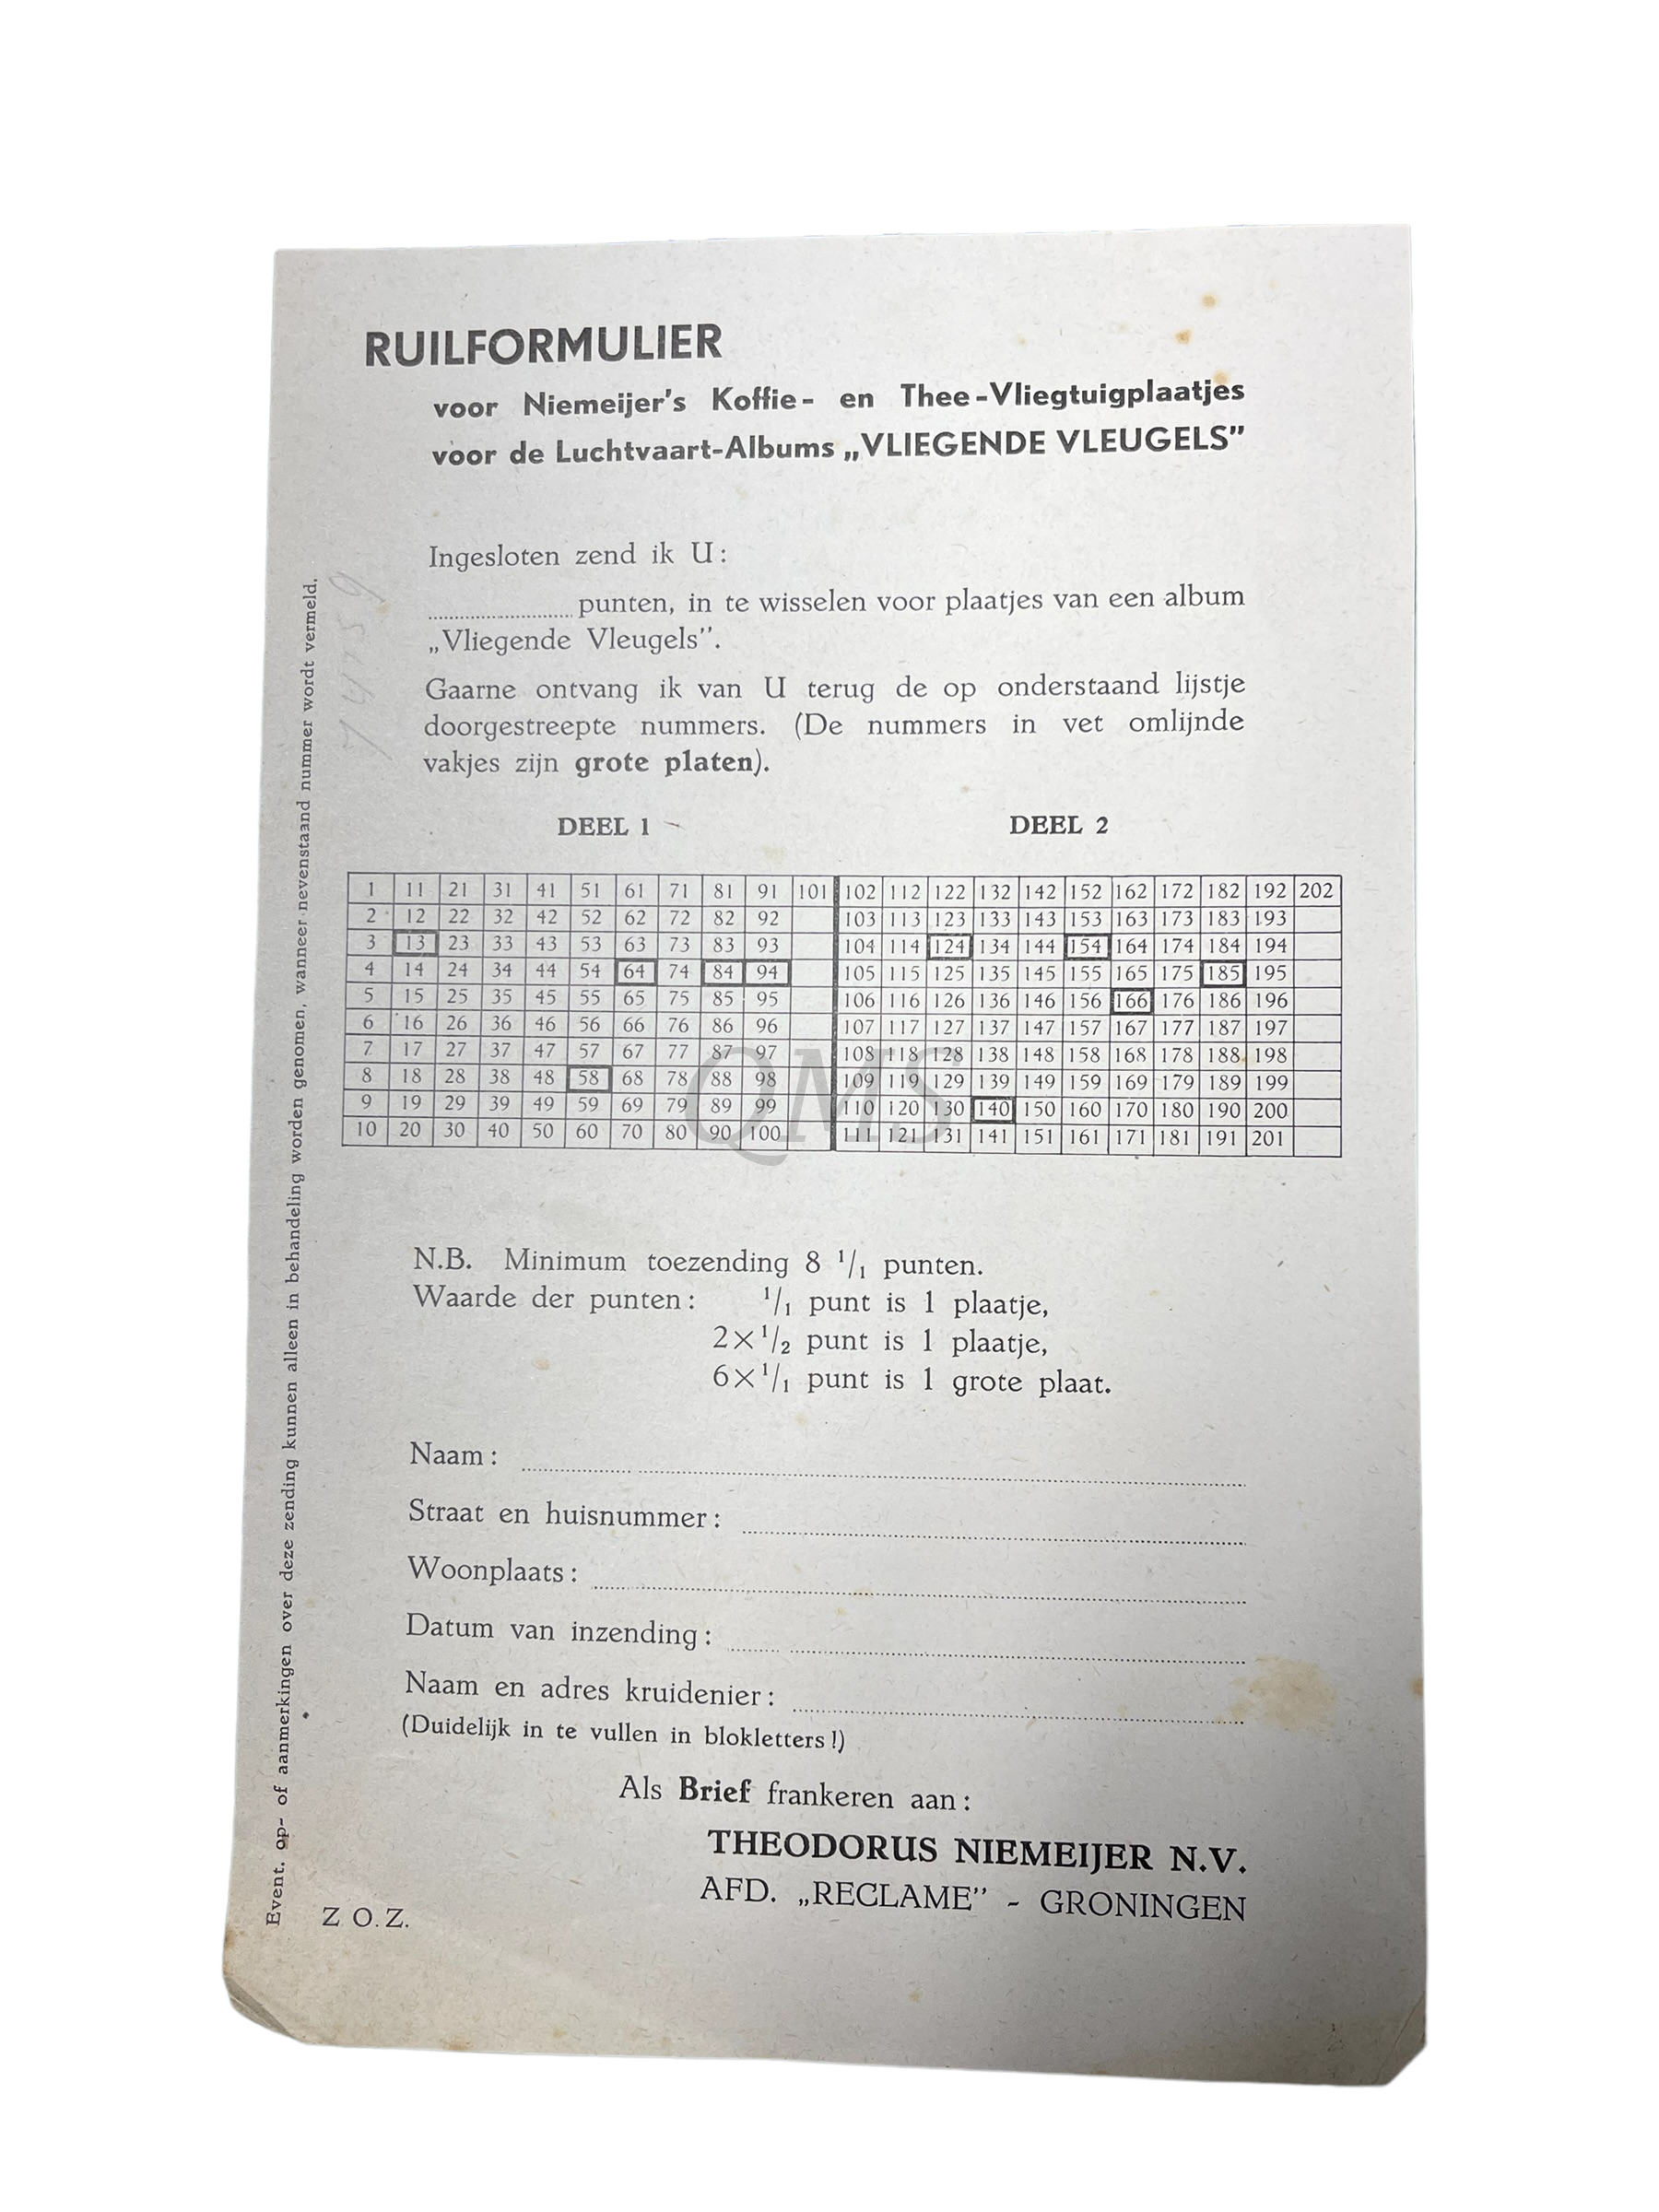 RUILFORMULIER
voor Niemeijer's Koffie- en Thee-Vliegtuigplaatjes
voor de Luchtvaart-Albums „VLIEGENDE VLEUGELS”
Ingesloten zend ik U:
.................... punten, in te wisselen voor plaatjes van een album
„Vliegende Vleugels”.
Gaarne ontvang ik van U terug de op onderstaand lijstje
doorgestreepte nummers. (De nummers in vet omlijnde
vakjes zijn grote platen).
DEEL 1 DEEL 2
1 11 21 31 41 51 61 71 81 91 101 102 112 122 132 142 152 162 172 182 192 202
2 12 22 32 42 52 62 72 82 92 103 113 123 133 143 153 163 173 183 193
3 13 23 33 43 53 63 73 83 93 104 114 124 134 144 154 164 174 184 194
4 14 24 34 44 54 64 74 84 94 105 115 125 135 145 155 165 175 185 195
5 15 25 35 45 55 65 75 85 95 106 116 126 136 146 156 166 176 186 196
6 16 26 36 46 56 66 76 86 96 107 117 127 137 147 157 167 177 187 197
7 17 27 37 47 57 67 77 87 97 108 118 128 138 148 158 168 178 188 198
8 18 28 38 48 58 68 78 88 98 109 119 129 139 149 159 169 179 189 199
9 19 29 39 49 59 69 79 89 99 110 120 130 140 150 160 170 180 190 200
10 20 30 40 50 60 70 80 90 100 111 121 131 141 151 161 171 181 191 201
QMS
N.B. Minimum toezending 8 1/1 punten.
Waarde der punten: 1/1 punt is 1 plaatje,
2×1/2 punt is 1 plaatje,
6×1/1 punt is 1 grote plaat.
Naam:
Straat en huisnummer:
Woonplaats:
Datum van inzending:
Naam en adres kruidenier:
(Duidelijk in te vullen in blokletters!)
Als Brief frankeren aan:
THEODORUS NIEMEIJER N.V.
AFD. „RECLAME” - GRONINGEN
Z O.Z.
Event. op- of aanmerkingen over deze zending kunnen alleen in behandeling worden genomen, wanneer nevenstaand nummer wordt vermeld.